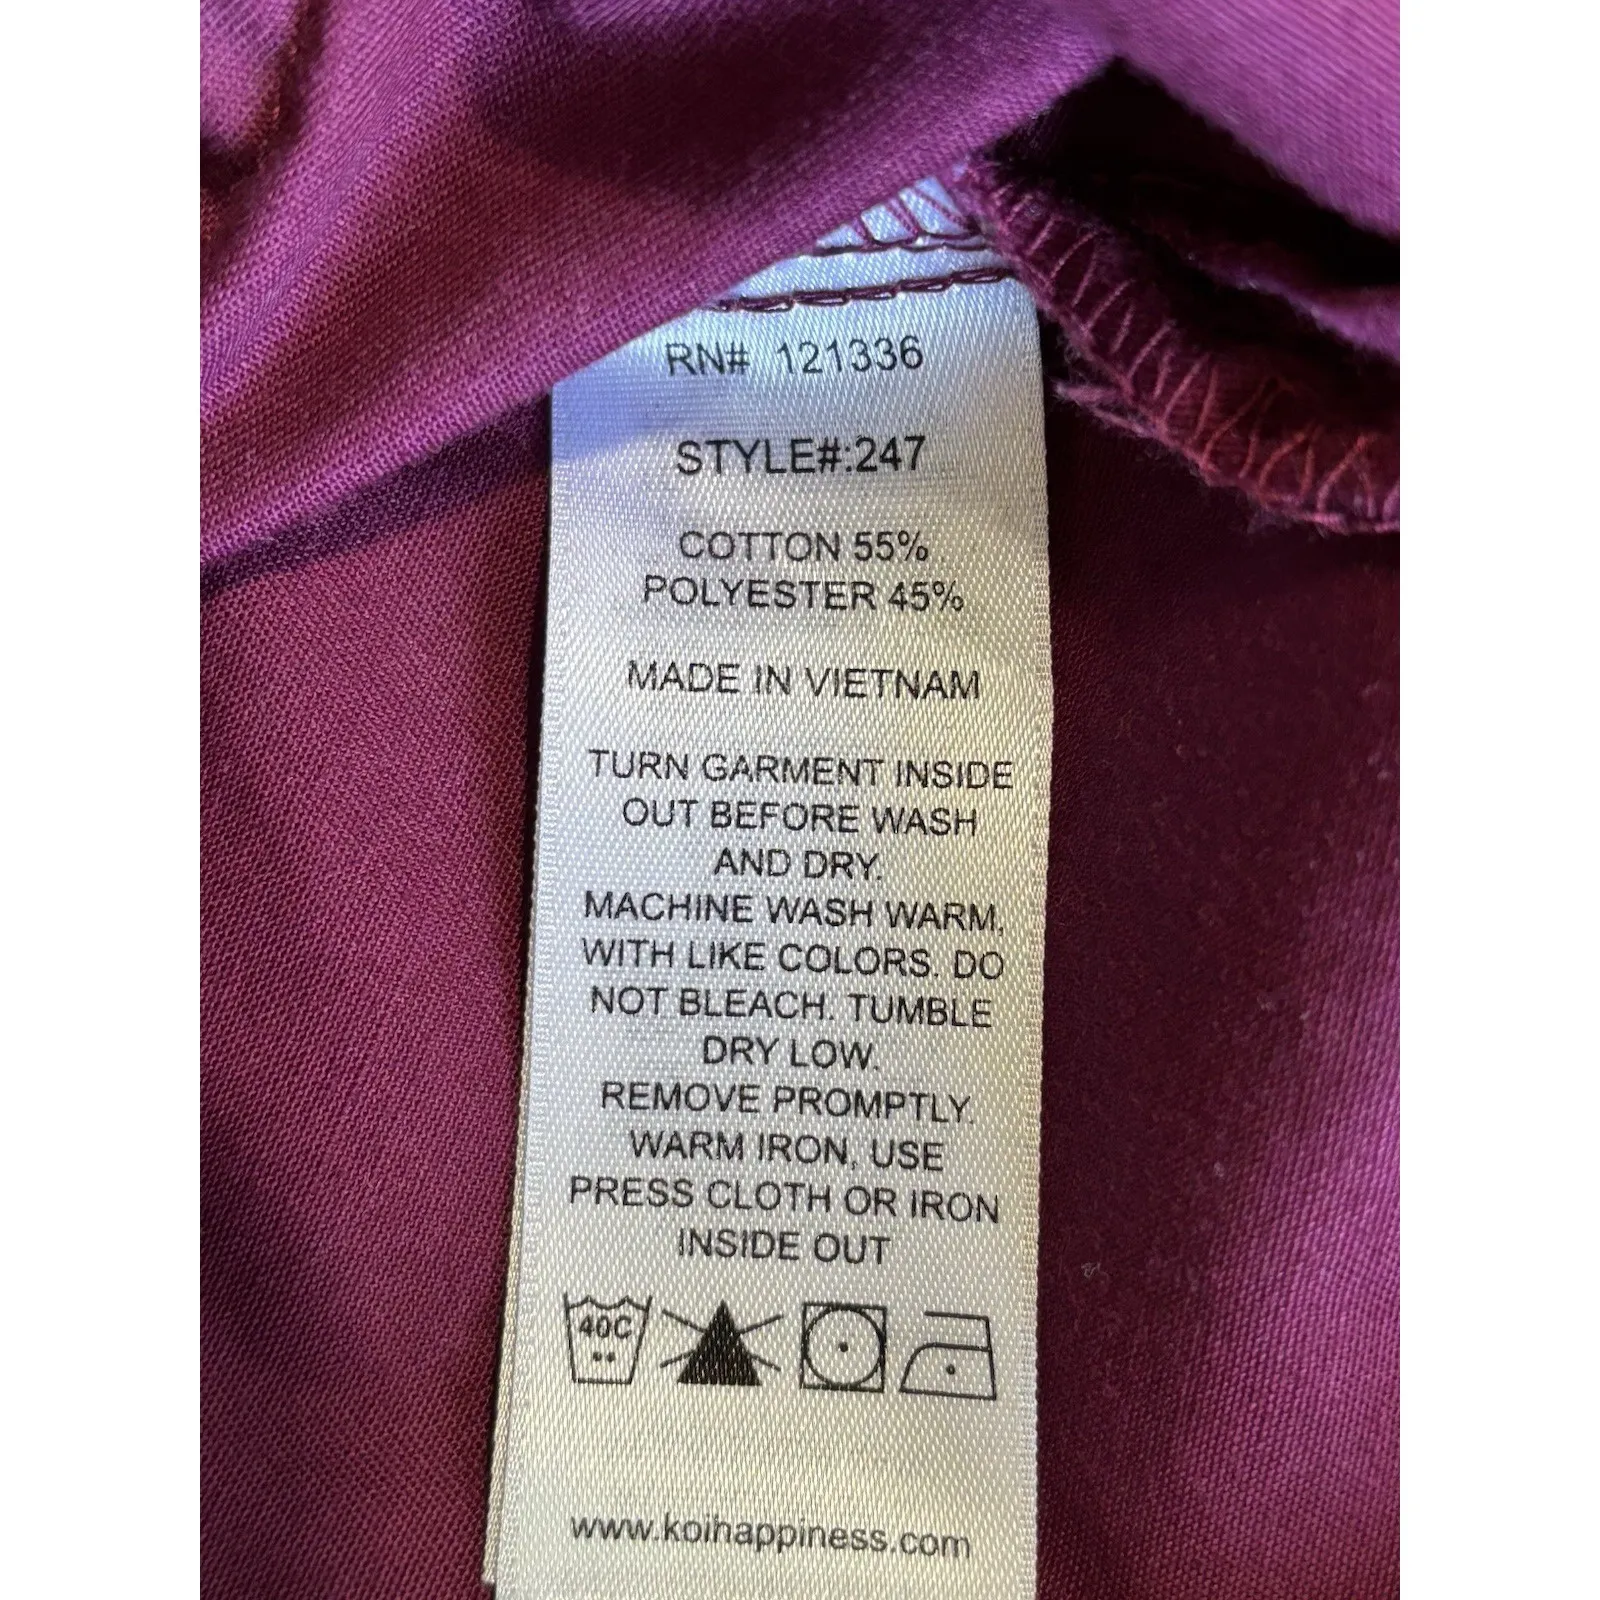 RN# 121336
STYLE#:247
COTTON 55%
POLYESTER 45%
MADE IN VIETNAM
TURN GARMENT INSIDE
OUT BEFORE WASH
AND DRY.
MACHINE WASH WARM,
WITH LIKE COLORS. DO
NOT BLEACH. TUMBLE
DRY LOW.
REMOVE PROMPTLY.
WARM IRON, USE
PRESS CLOTH OR IRON
INSIDE OUT
40C
www.koihappiness.com